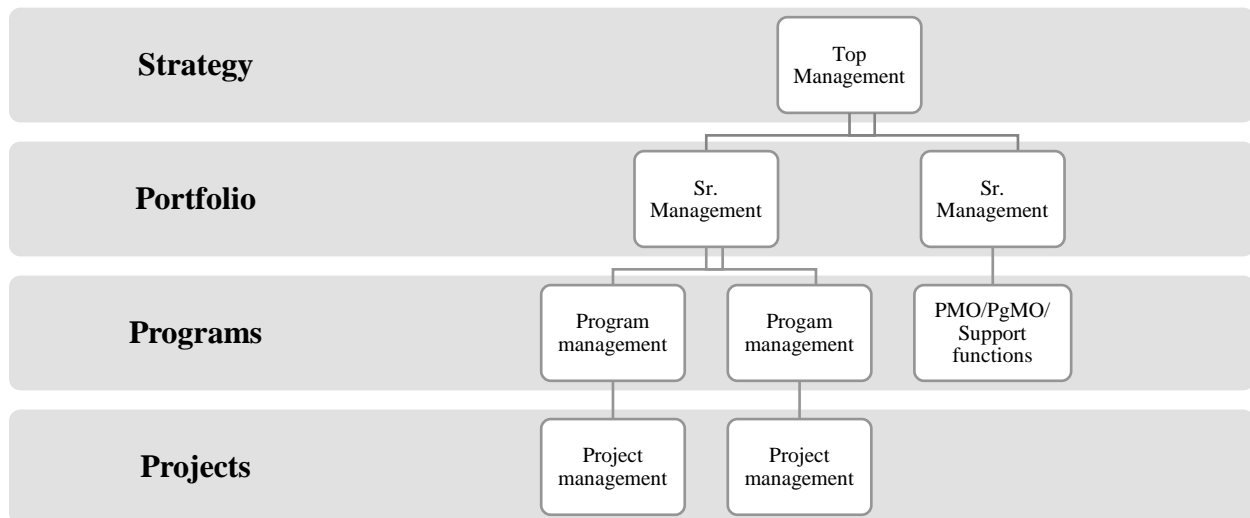 Strategy
Top
Management
Portfolio
Sr.
Management
Sr.
Management
Programs
Program
management
Progam
management
PMO/PgMO/
Support
functions
Projects
Project
management
Project
management